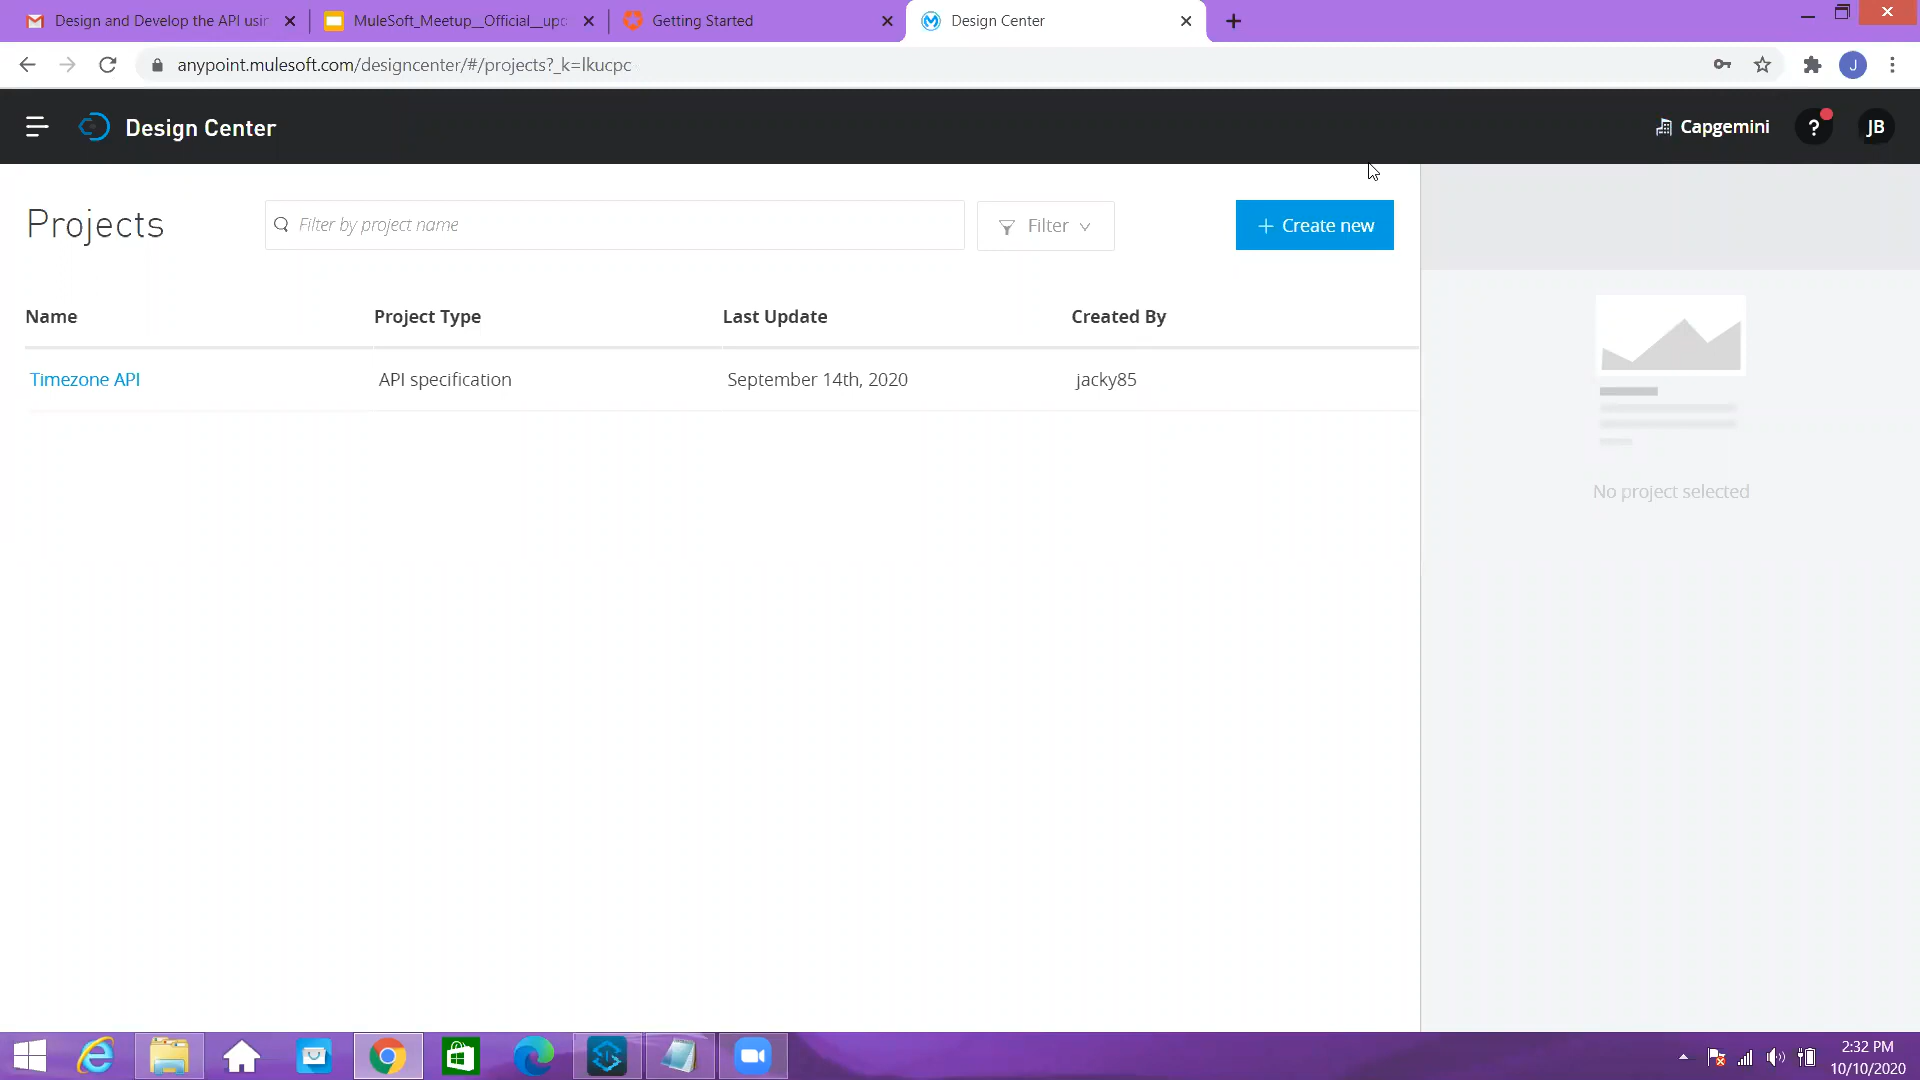 Design and Develop the API usin
MuleSoft_Meetup__Official__upd
Getting Started
Design Center
anypoint.mulesoft.com/designcenter/#/projects?_k=lkucpc
J
Design Center
Capgemini
?
JB
Projects
Filter by project name
Filter
+ Create new
Name
Project Type
Last Update
Created By
Timezone API
API specification
September 14th, 2020
jacky85
No project selected
2:32 PM
10/10/2020